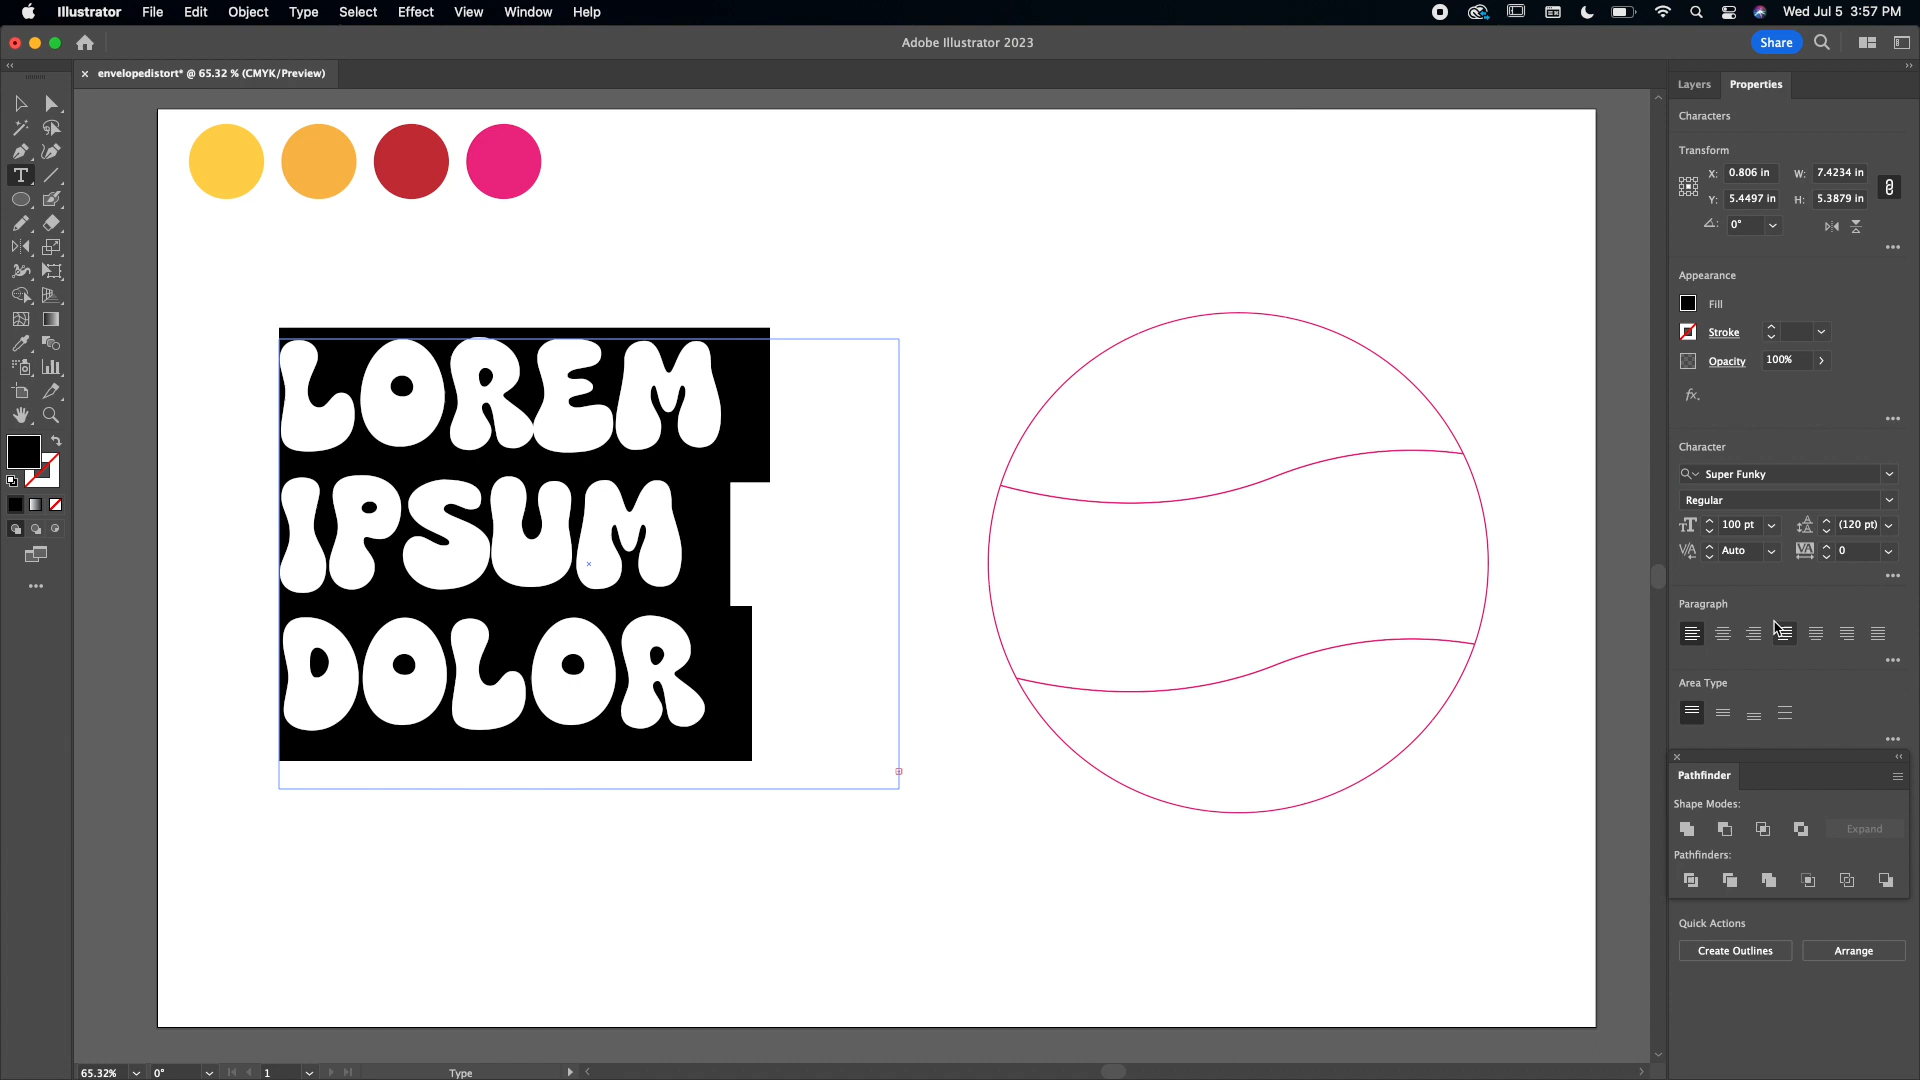 Illustrator File Edit Object Type Select Effect View Window Help
Wed Jul 5 3:57 PM
Adobe Illustrator 2023
Share
× envelopedistort* @ 65.32 % (CMYK/Preview)
LOREM
IPSUM
DOLOR
Layers Properties
Characters
Transform
X: 0.806 in W: 7.4234 in
Y: 5.4497 in H: 5.3879 in
0°
Appearance
Fill
Stroke
Opacity 100%
fx.
Character
Super Funky
Regular
100 pt (120 pt)
Auto 0
Paragraph
Area Type
Pathfinder
Shape Modes:
Expand
Pathfinders:
Quick Actions
Create Outlines Arrange
65.32% 0° 1 Type